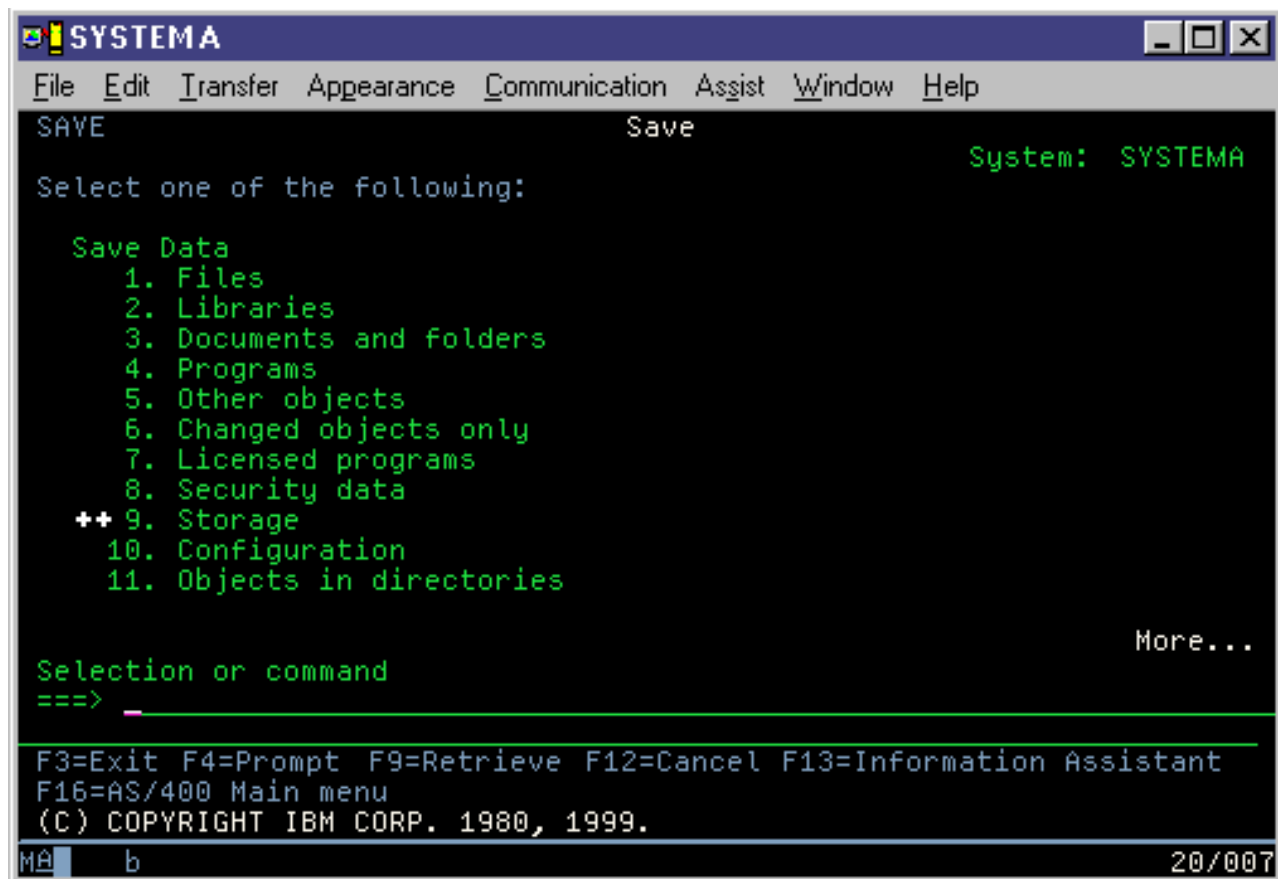 SYSTEMA
File Edit Transfer Appearance Communication Assist Window Help
SAVE Save
System: SYSTEMA
Select one of the following:
Save Data
1. Files
2. Libraries
3. Documents and folders
4. Programs
5. Other objects
6. Changed objects only
7. Licensed programs
8. Security data
++ 9. Storage
10. Configuration
11. Objects in directories
More...
Selection or command
===> _
F3=Exit F4=Prompt F9=Retrieve F12=Cancel F13=Information Assistant
F16=AS/400 Main menu
(C) COPYRIGHT IBM CORP. 1980, 1999.
MA b 20/007